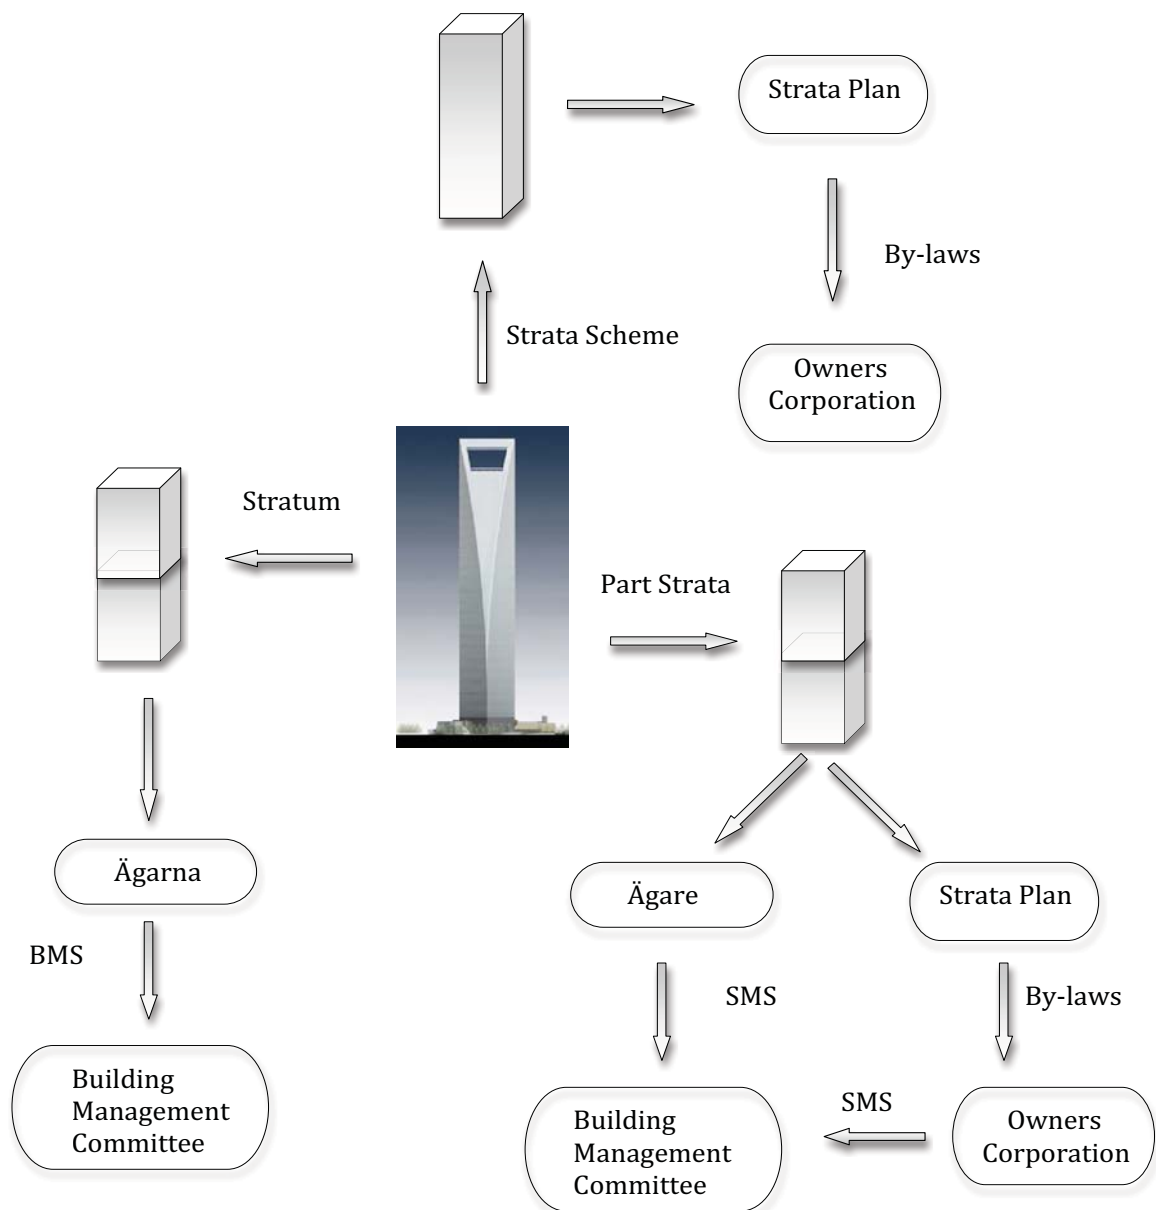 Strata Plan
By-laws
Strata Scheme
Owners
Corporation
Stratum
Part Strata
Ägarna
Ägare
Strata Plan
BMS
SMS
By-laws
Building
Management
Committee
Building
Management
Committee
SMS
Owners
Corporation